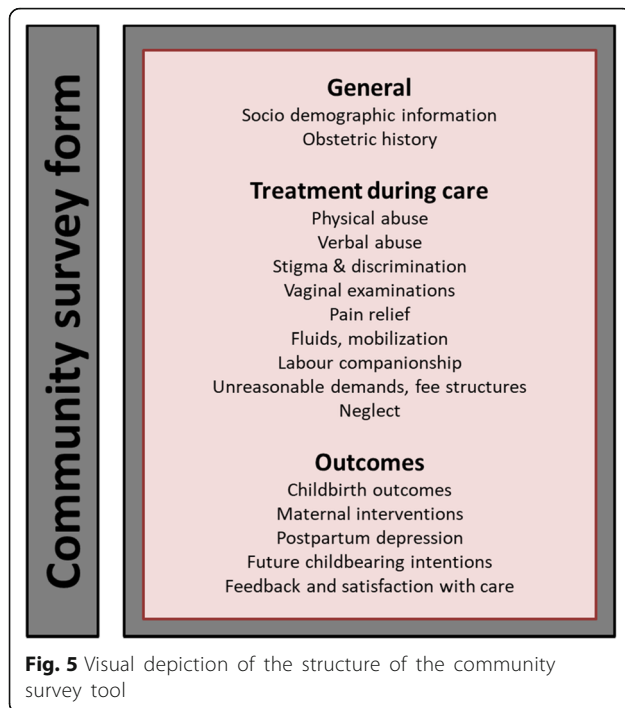 Community survey form
General
Socio demographic information
Obstetric history
Treatment during care
Physical abuse
Verbal abuse
Stigma & discrimination
Vaginal examinations
Pain relief
Fluids, mobilization
Labour companionship
Unreasonable demands, fee structures
Neglect
Outcomes
Childbirth outcomes
Maternal interventions
Postpartum depression
Future childbearing intentions
Feedback and satisfaction with care
Fig. 5 Visual depiction of the structure of the community
survey tool